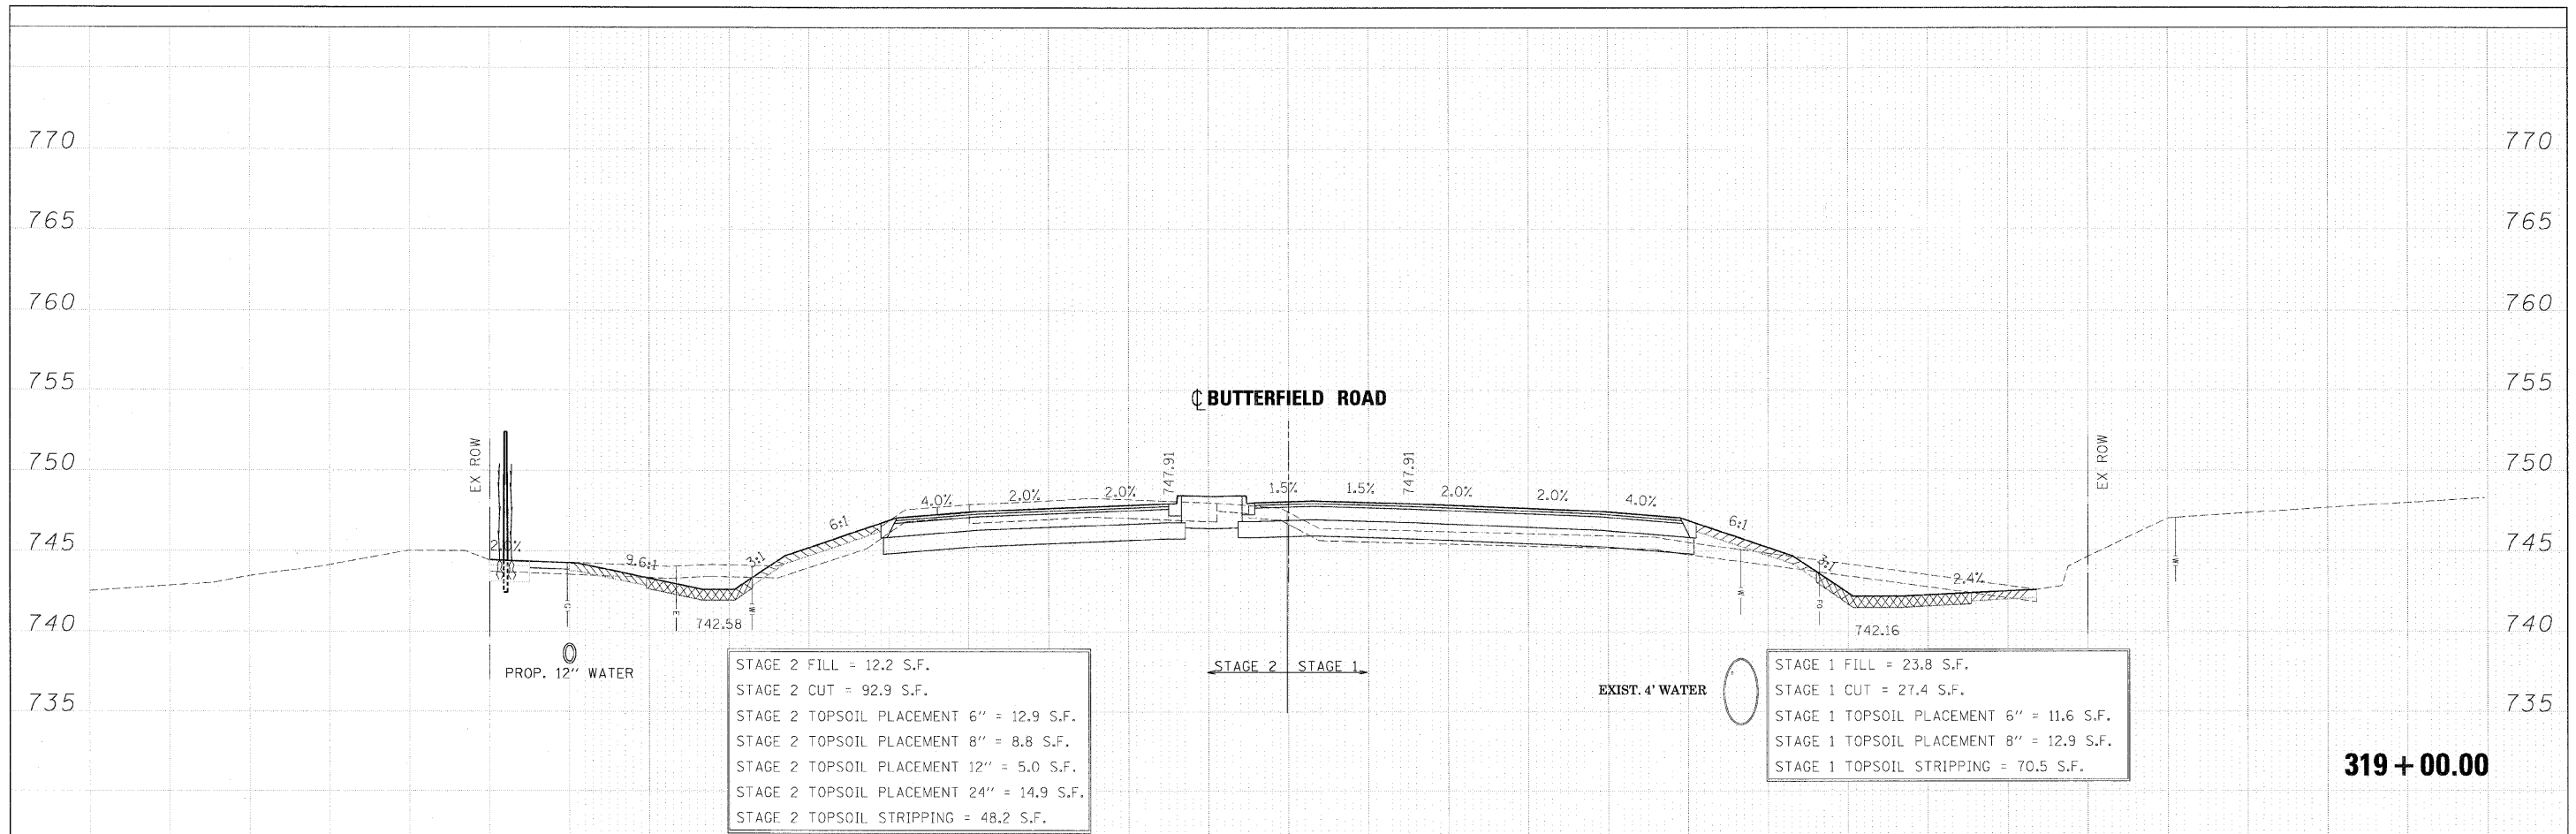 770 770
765 765
760 760
755 755
℄ BUTTERFIELD ROAD
EX ROW
EX ROW
750 750
747.91
747.91
4.0% 2.0% 2.0% 1.5% 1.5% 2.0% 2.0% 4.0%
6:1 6:1
745 745
2.0% 9.6:1 3:1 3:1 2.4%
G E W W FO W
740 740
742.58 742.16
PROP. 12" WATER
STAGE 2 STAGE 1
EXIST. 4' WATER
735 735
STAGE 2 FILL = 12.2 S.F.
STAGE 2 CUT = 92.9 S.F.
STAGE 2 TOPSOIL PLACEMENT 6" = 12.9 S.F.
STAGE 2 TOPSOIL PLACEMENT 8" = 8.8 S.F.
STAGE 2 TOPSOIL PLACEMENT 12" = 5.0 S.F.
STAGE 2 TOPSOIL PLACEMENT 24" = 14.9 S.F.
STAGE 2 TOPSOIL STRIPPING = 48.2 S.F.
STAGE 1 FILL = 23.8 S.F.
STAGE 1 CUT = 27.4 S.F.
STAGE 1 TOPSOIL PLACEMENT 6" = 11.6 S.F.
STAGE 1 TOPSOIL PLACEMENT 8" = 12.9 S.F.
STAGE 1 TOPSOIL STRIPPING = 70.5 S.F.
319+00.00